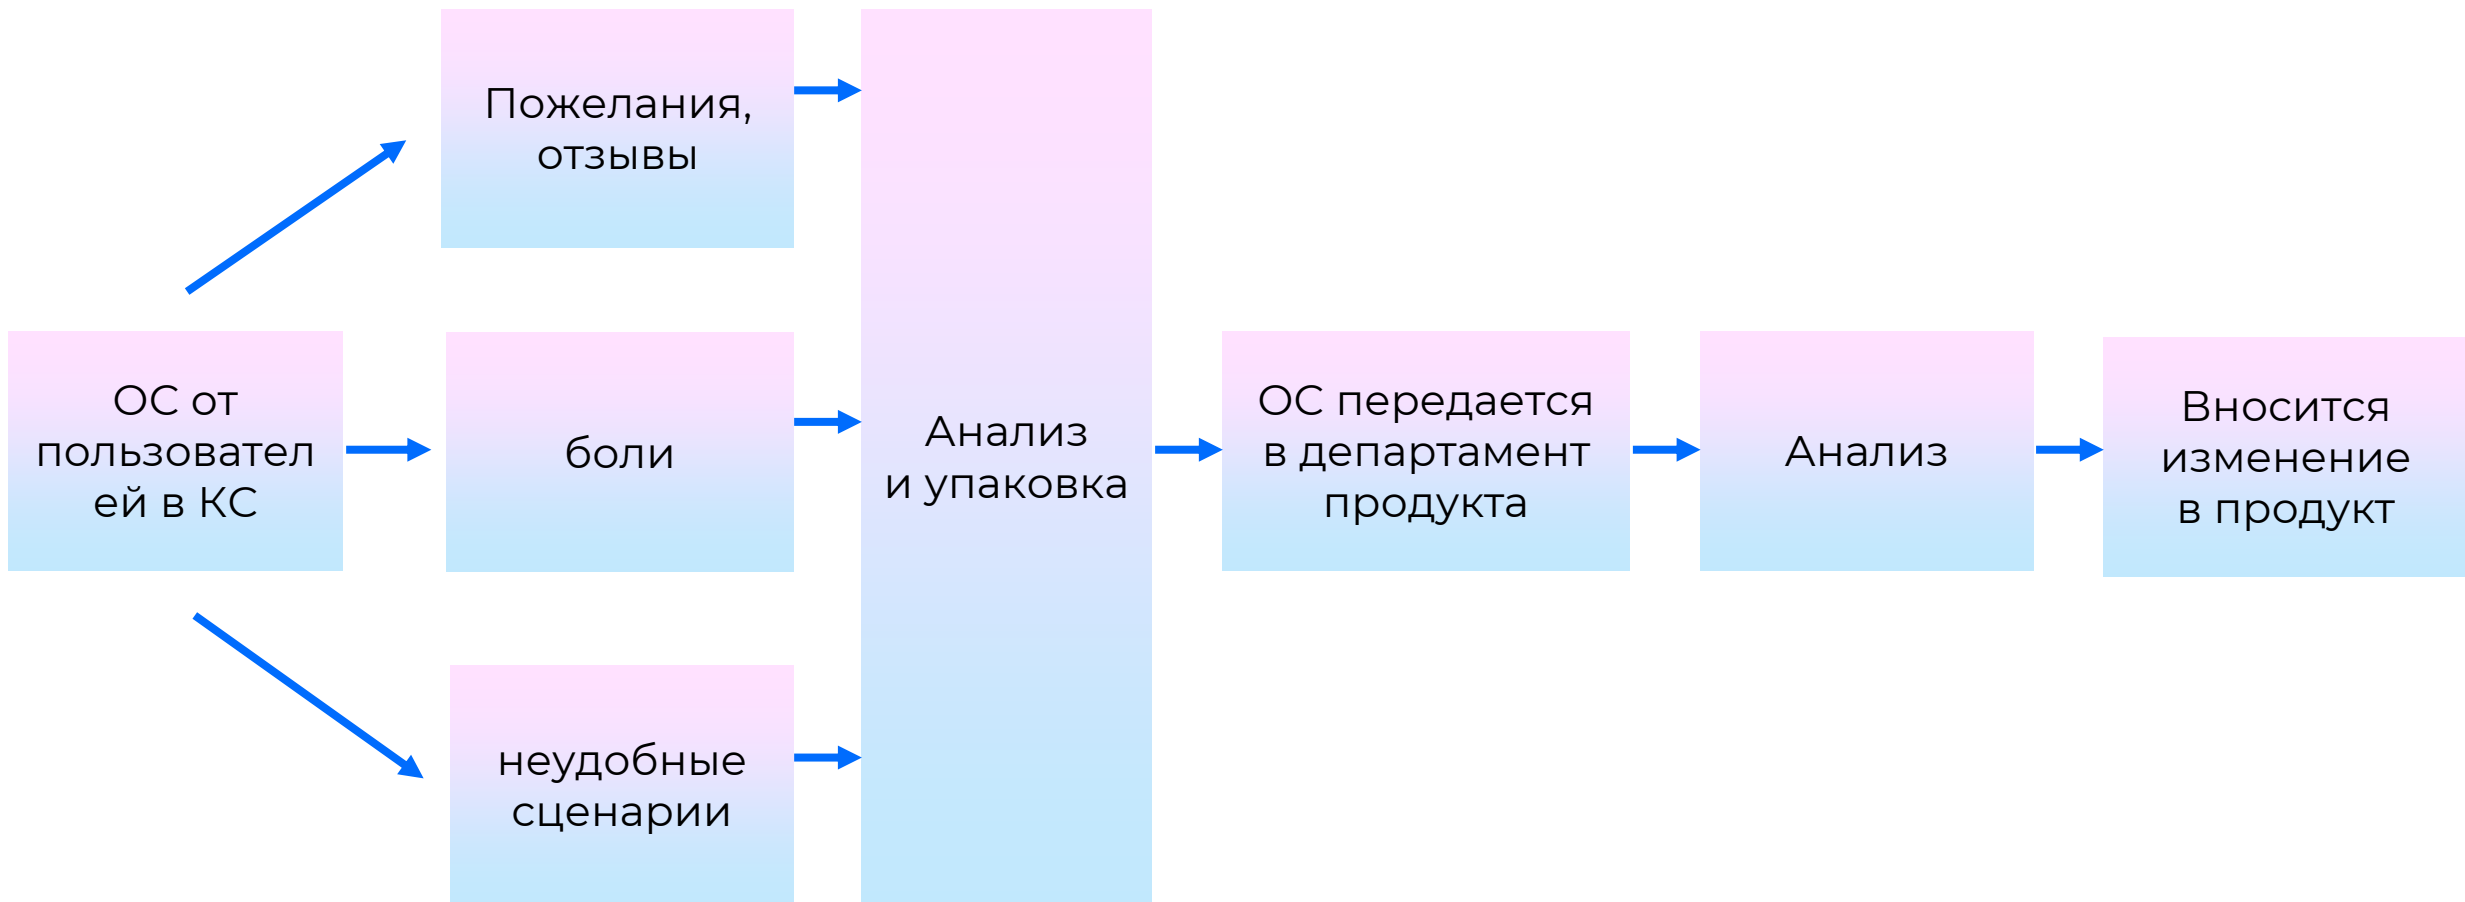 ОС от
пользовател
ей в КС
Пожелания,
отзывы
боли
неудобные
сценарии
Анализ
и упаковка
ОС передается
в департамент
продукта
Анализ
Вносится
изменение
в продукт